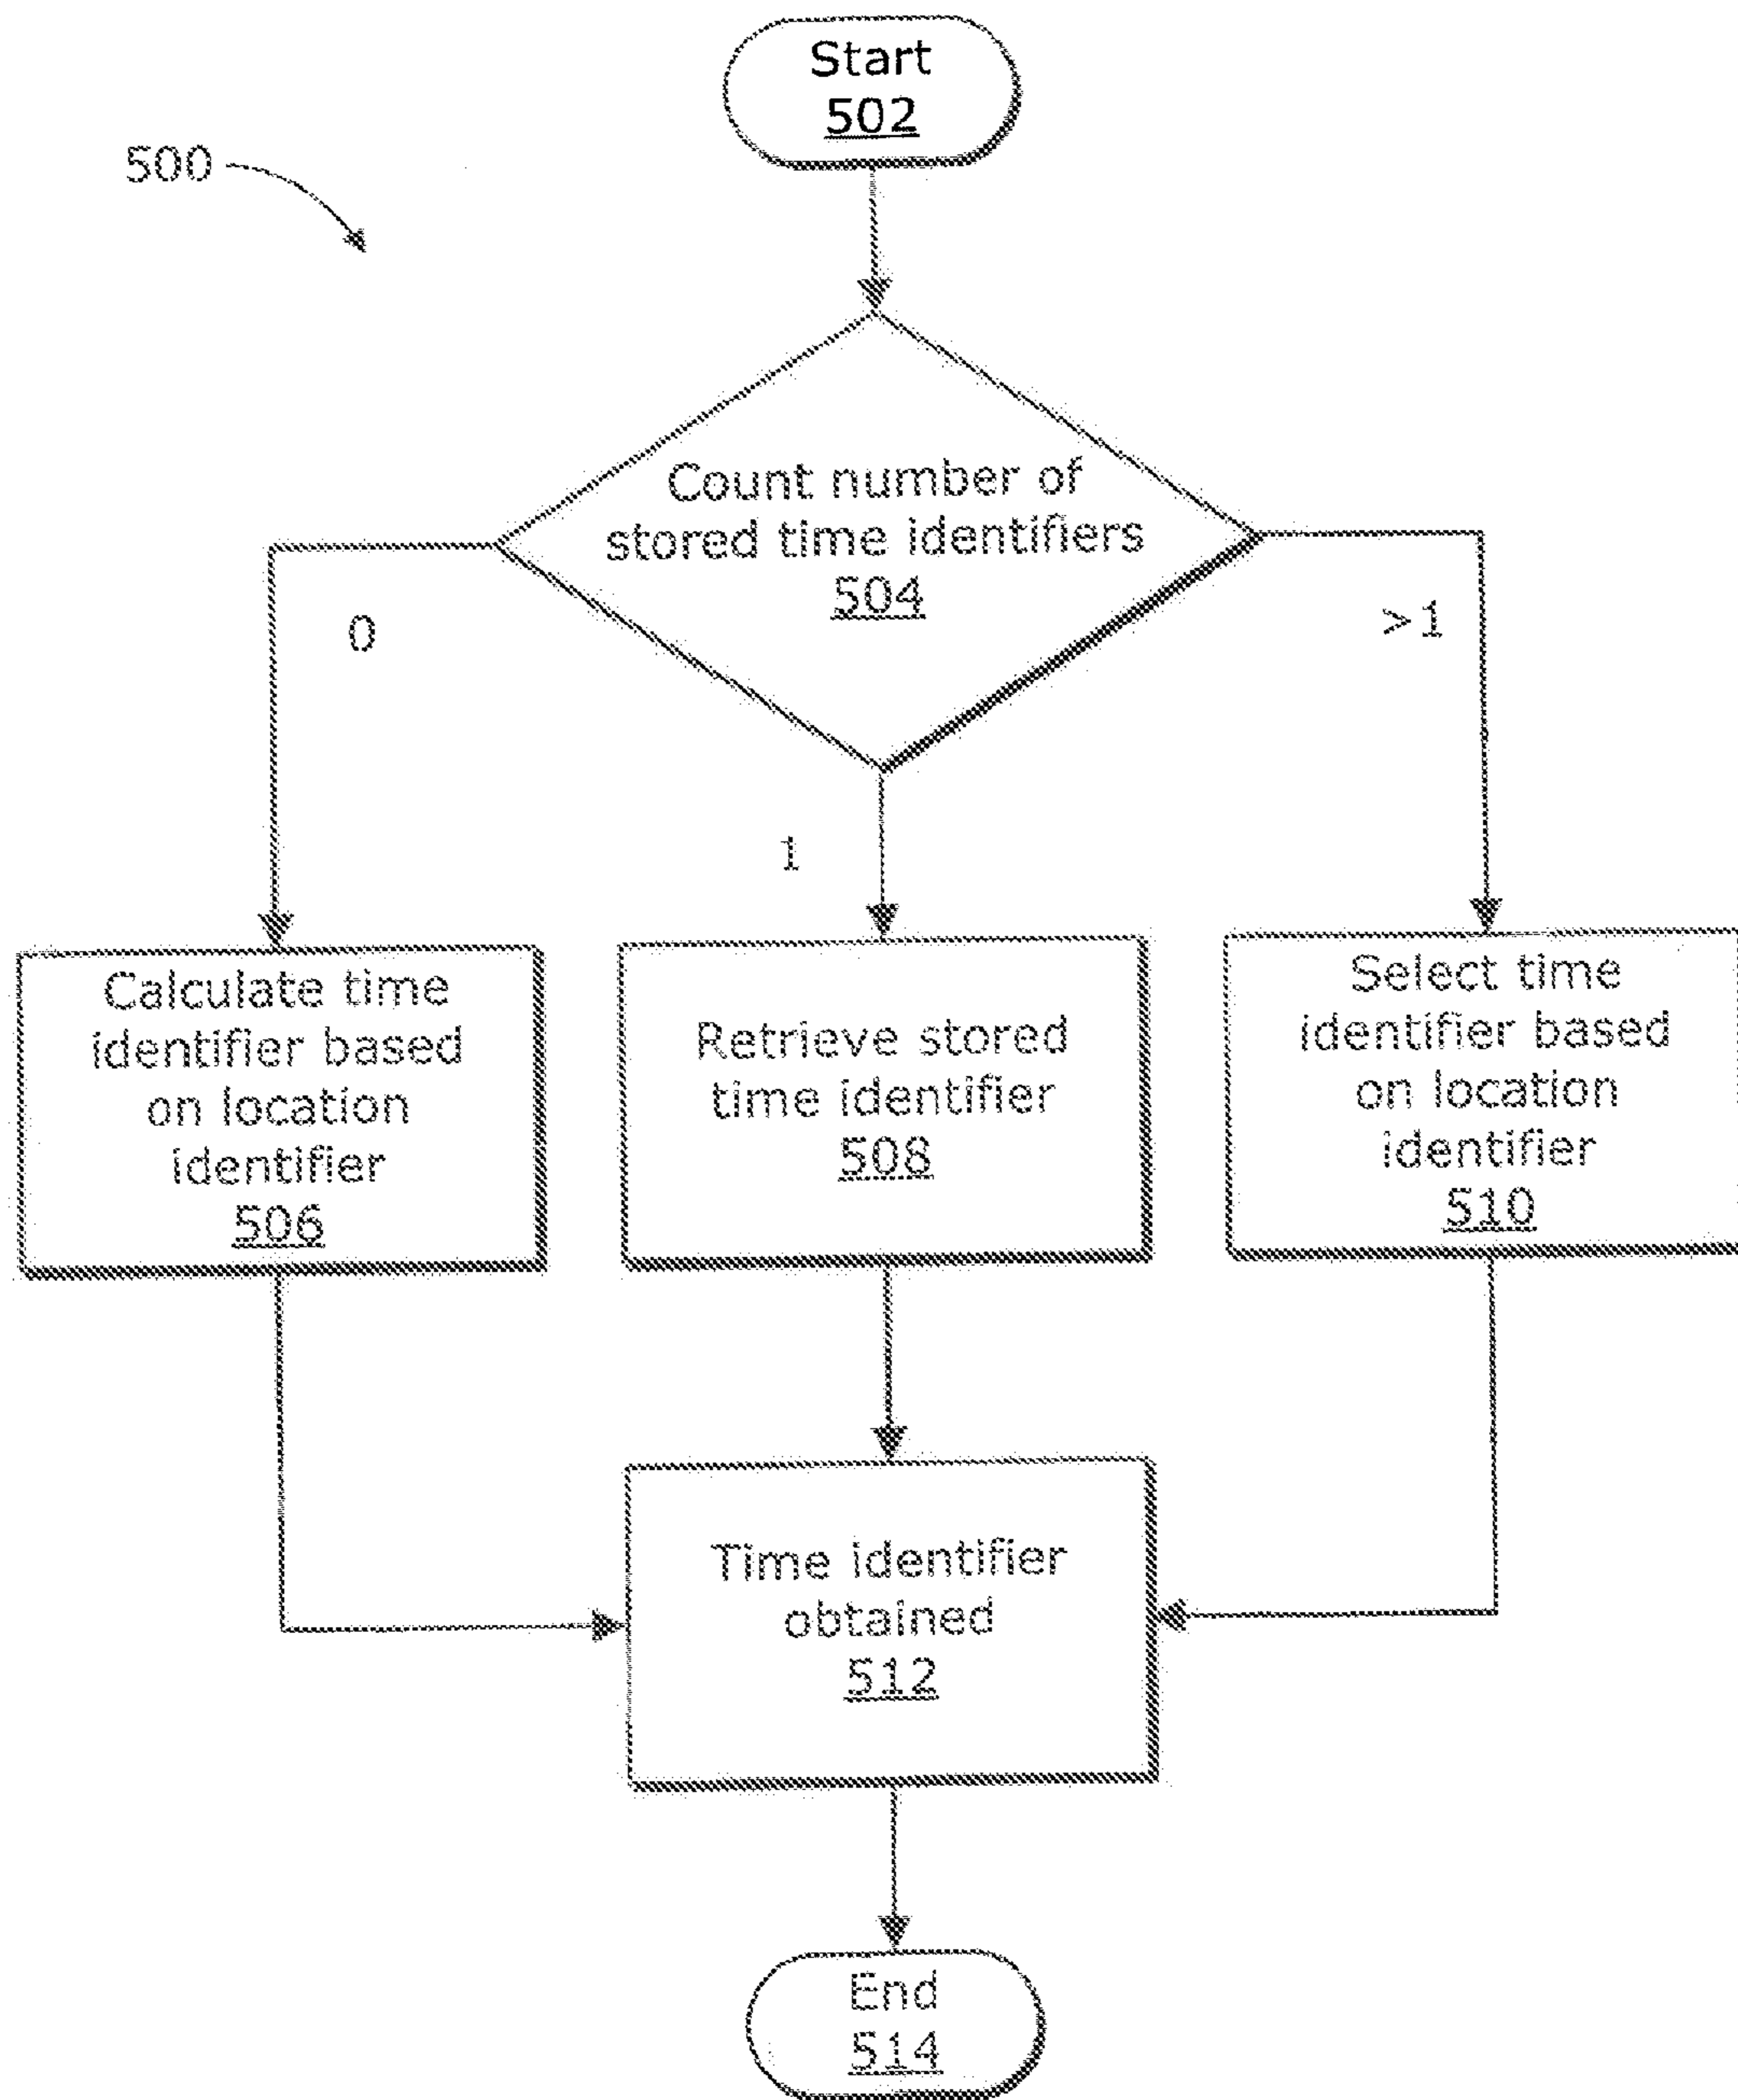 Start
502
500
Count number of
stored time identifiers
504
0
>1
1
Calculate time
identifier based
on location
identifier
506
Retrieve stored
time identifier
508
Select time
identifier based
on location
identifier
510
Time identifier
obtained
512
End
514